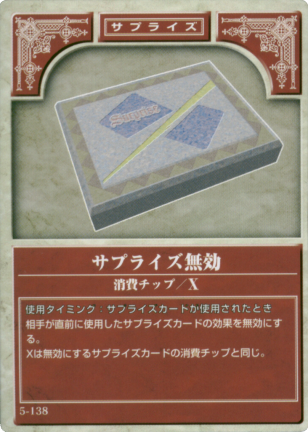 サプライズ
サプライズ無効
消費チップ／X
使用タイミング：サプライズカードが使用されたとき
相手が直前に使用したサプライズカードの効果を無効にす
る。
Xは無効にするサプライズカードの消費チップと同じ。
5-138